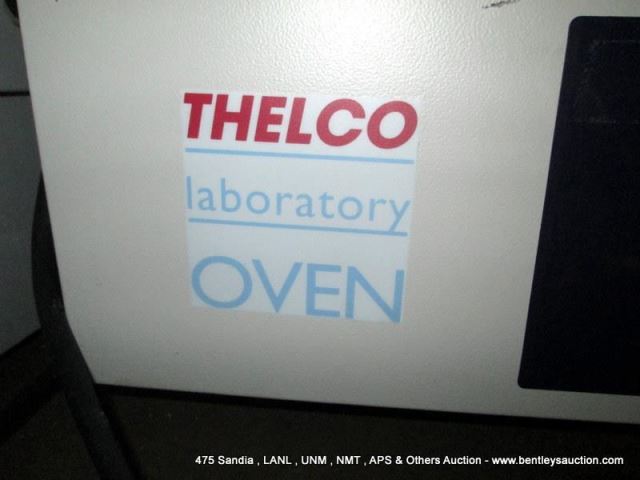 THELCO
laboratory
OVEN
475 Sandia , LANL , UNM , NMT , APS & Others Auction - www.bentleysauction.com